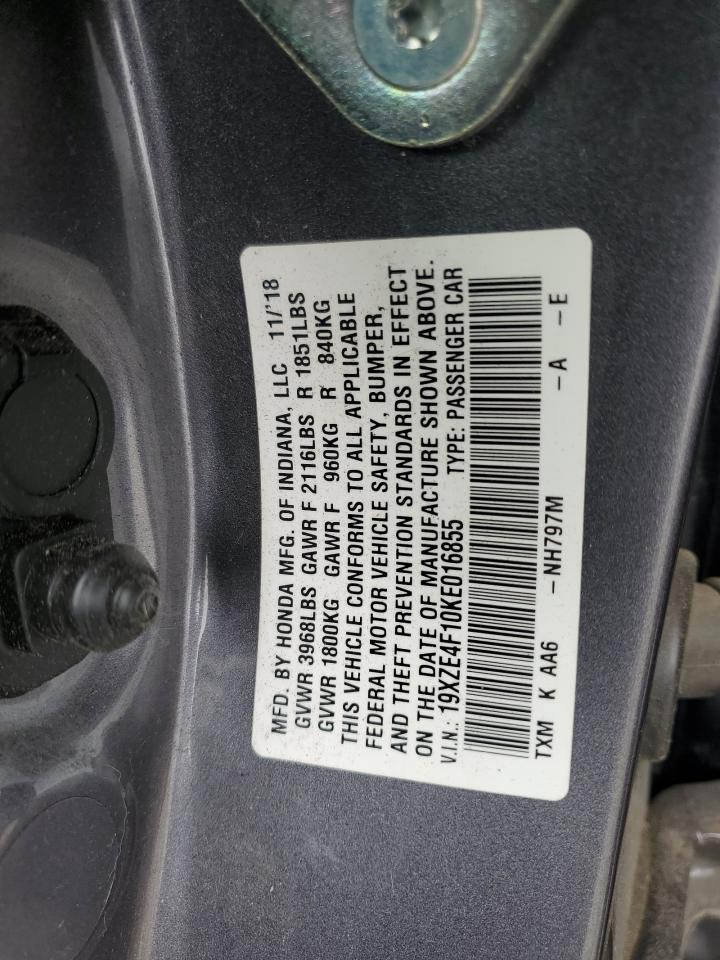 MFD. BY HONDA MFG. OF INDIANA, LLC 11/'18
GVWR 3968LBS GAWR F 2116LBS R 1851LBS
GVWR 1800KG GAWR F 960KG R 840KG
THIS VEHICLE CONFORMS TO ALL APPLICABLE
FEDERAL MOTOR VEHICLE SAFETY, BUMPER,
AND THEFT PREVENTION STANDARDS IN EFFECT
ON THE DATE OF MANUFACTURE SHOWN ABOVE.
V.I.N.: 19XZE4F10KE016855 TYPE: PASSENGER CAR
TXM K AA6 -NH797M -A -E